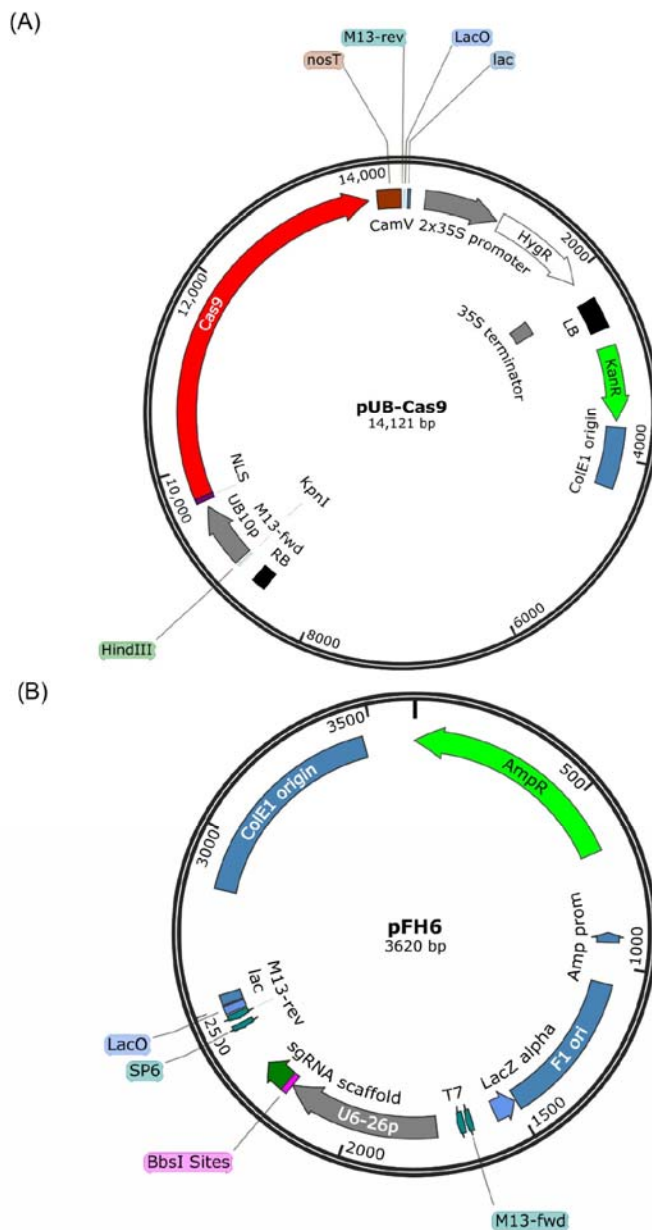 (A)
M13-rev
LacO
nosT
lac
14,000
CamV 2x35S promoter
HygR
2000
12,000
Cas9
35S terminator
LB
KanR
pUB-Cas9
14,121 bp
ColE1 origin
4000
10,000
NLS
UB10p
M13-fwd
KpnI
RB
HindIII
8000
6000
(B)
3500
ColE1 origin
AmpR
500
3000
pFH6
3620 bp
Amp prom
1000
lac
M13-rev
LacO
2500
SP6
sgRNA scaffold
T7
LacZ alpha
F1 ori
U6-26p
1500
BbsI Sites
2000
M13-fwd